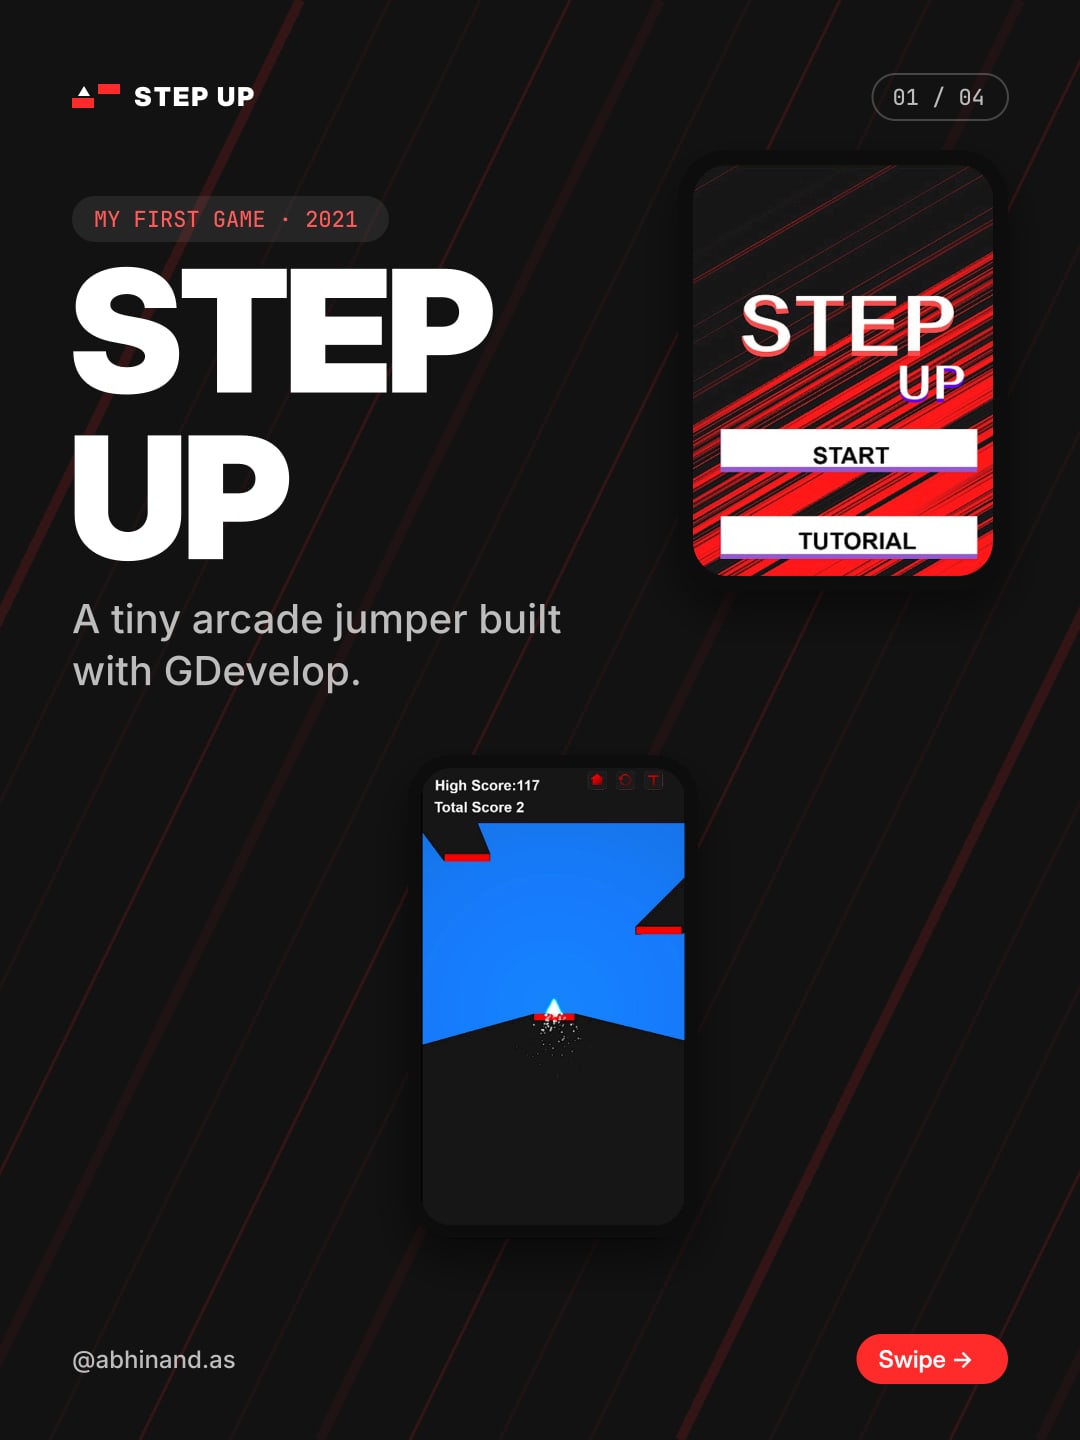 STEP UP
01 / 04
MY FIRST GAME · 2021
STEP
UP
A tiny arcade jumper built
with GDevelop.
STEP
UP
START
TUTORIAL
High Score:117
Total Score 2
@abhinand.as
Swipe →